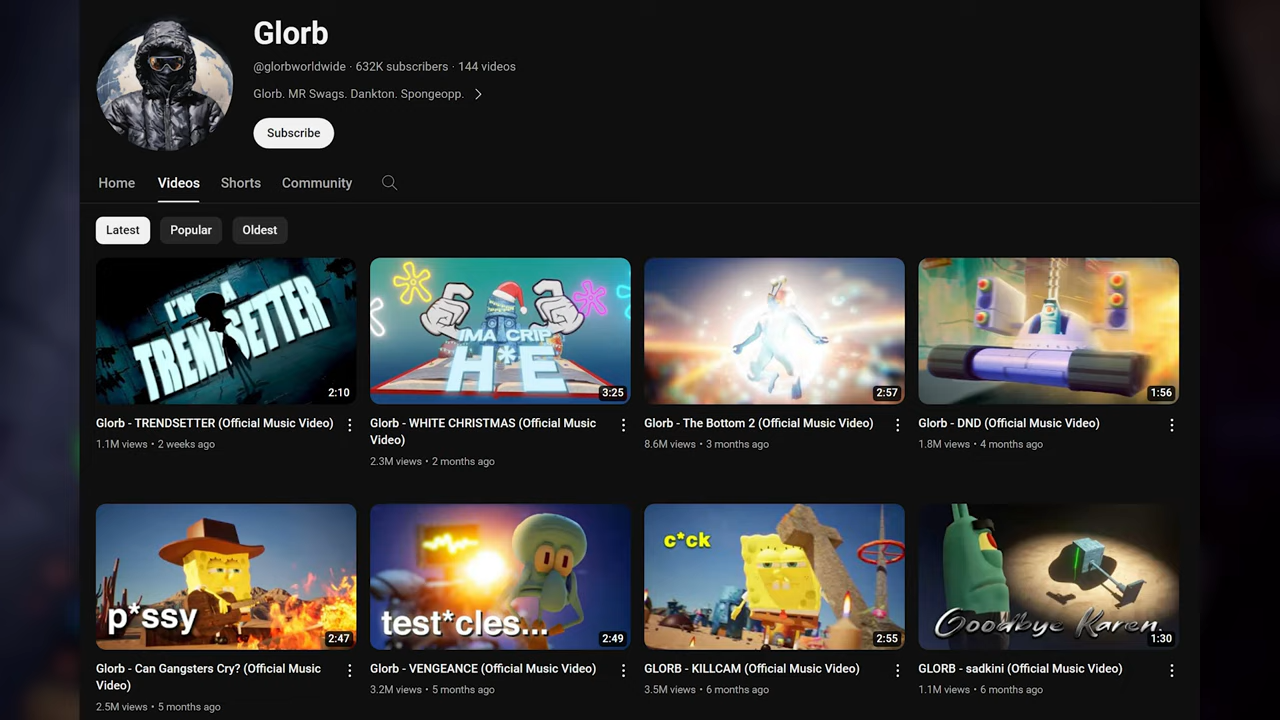 Glorb
@glorbworldwide · 632K subscribers · 144 videos
Glorb. MR Swags. Dankton. Spongeopp.
Subscribe
Home Videos Shorts Community
Latest Popular Oldest
I'M A
TRENDSETTER
2:10
IMA CRIP
H*E
3:25
2:57
1:56
Glorb - TRENDSETTER (Official Music Video)
1.1M views • 2 weeks ago
Glorb - WHITE CHRISTMAS (Official Music
Video)
2.3M views • 2 months ago
Glorb - The Bottom 2 (Official Music Video)
8.6M views • 3 months ago
Glorb - DND (Official Music Video)
1.8M views • 4 months ago
p*ssy
2:47
test*cles...
2:49
c*ck
2:55
Goodbye Karen.
1:30
Glorb - Can Gangsters Cry? (Official Music
Video)
2.5M views • 5 months ago
Glorb - VENGEANCE (Official Music Video)
3.2M views • 5 months ago
GLORB - KILLCAM (Official Music Video)
3.5M views • 6 months ago
GLORB - sadkini (Official Music Video)
1.1M views • 6 months ago